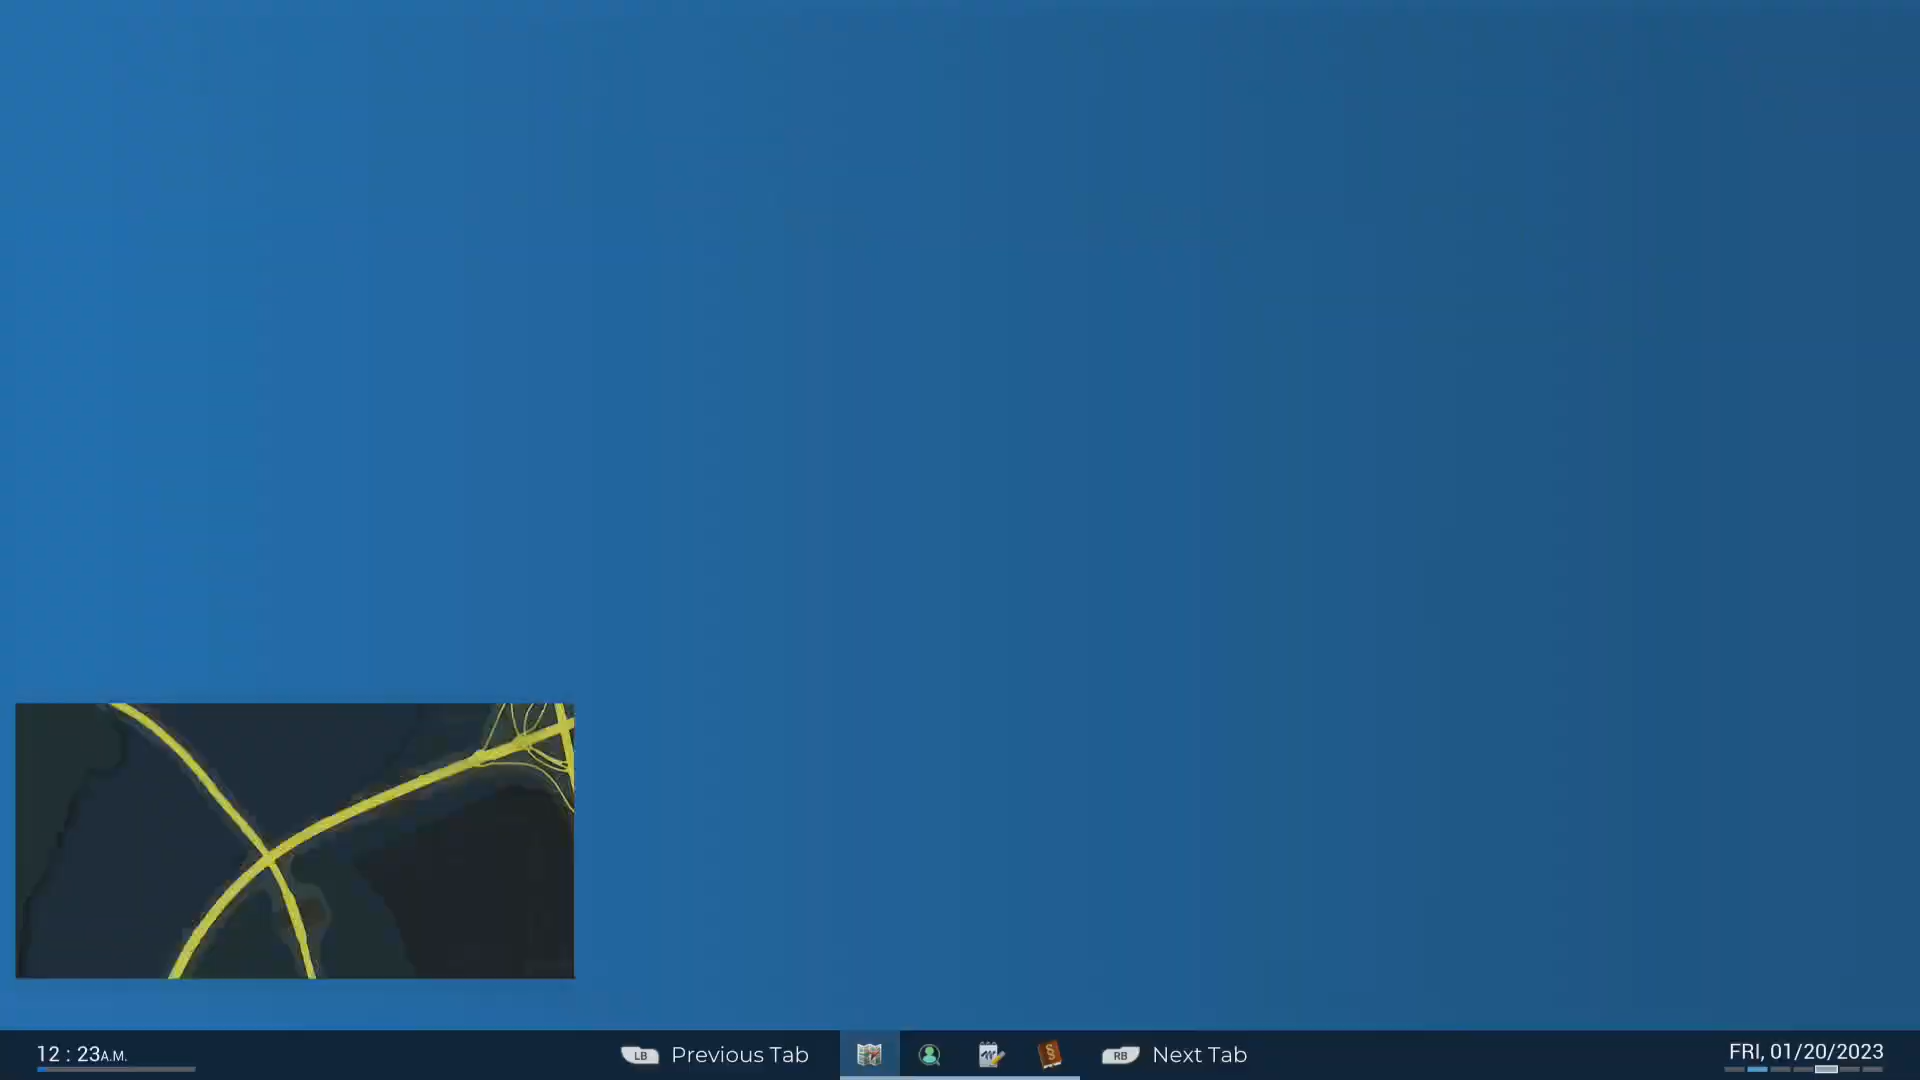 12 : 23A.M.
LB Previous Tab
§
RB Next Tab
FRI, 01/20/2023